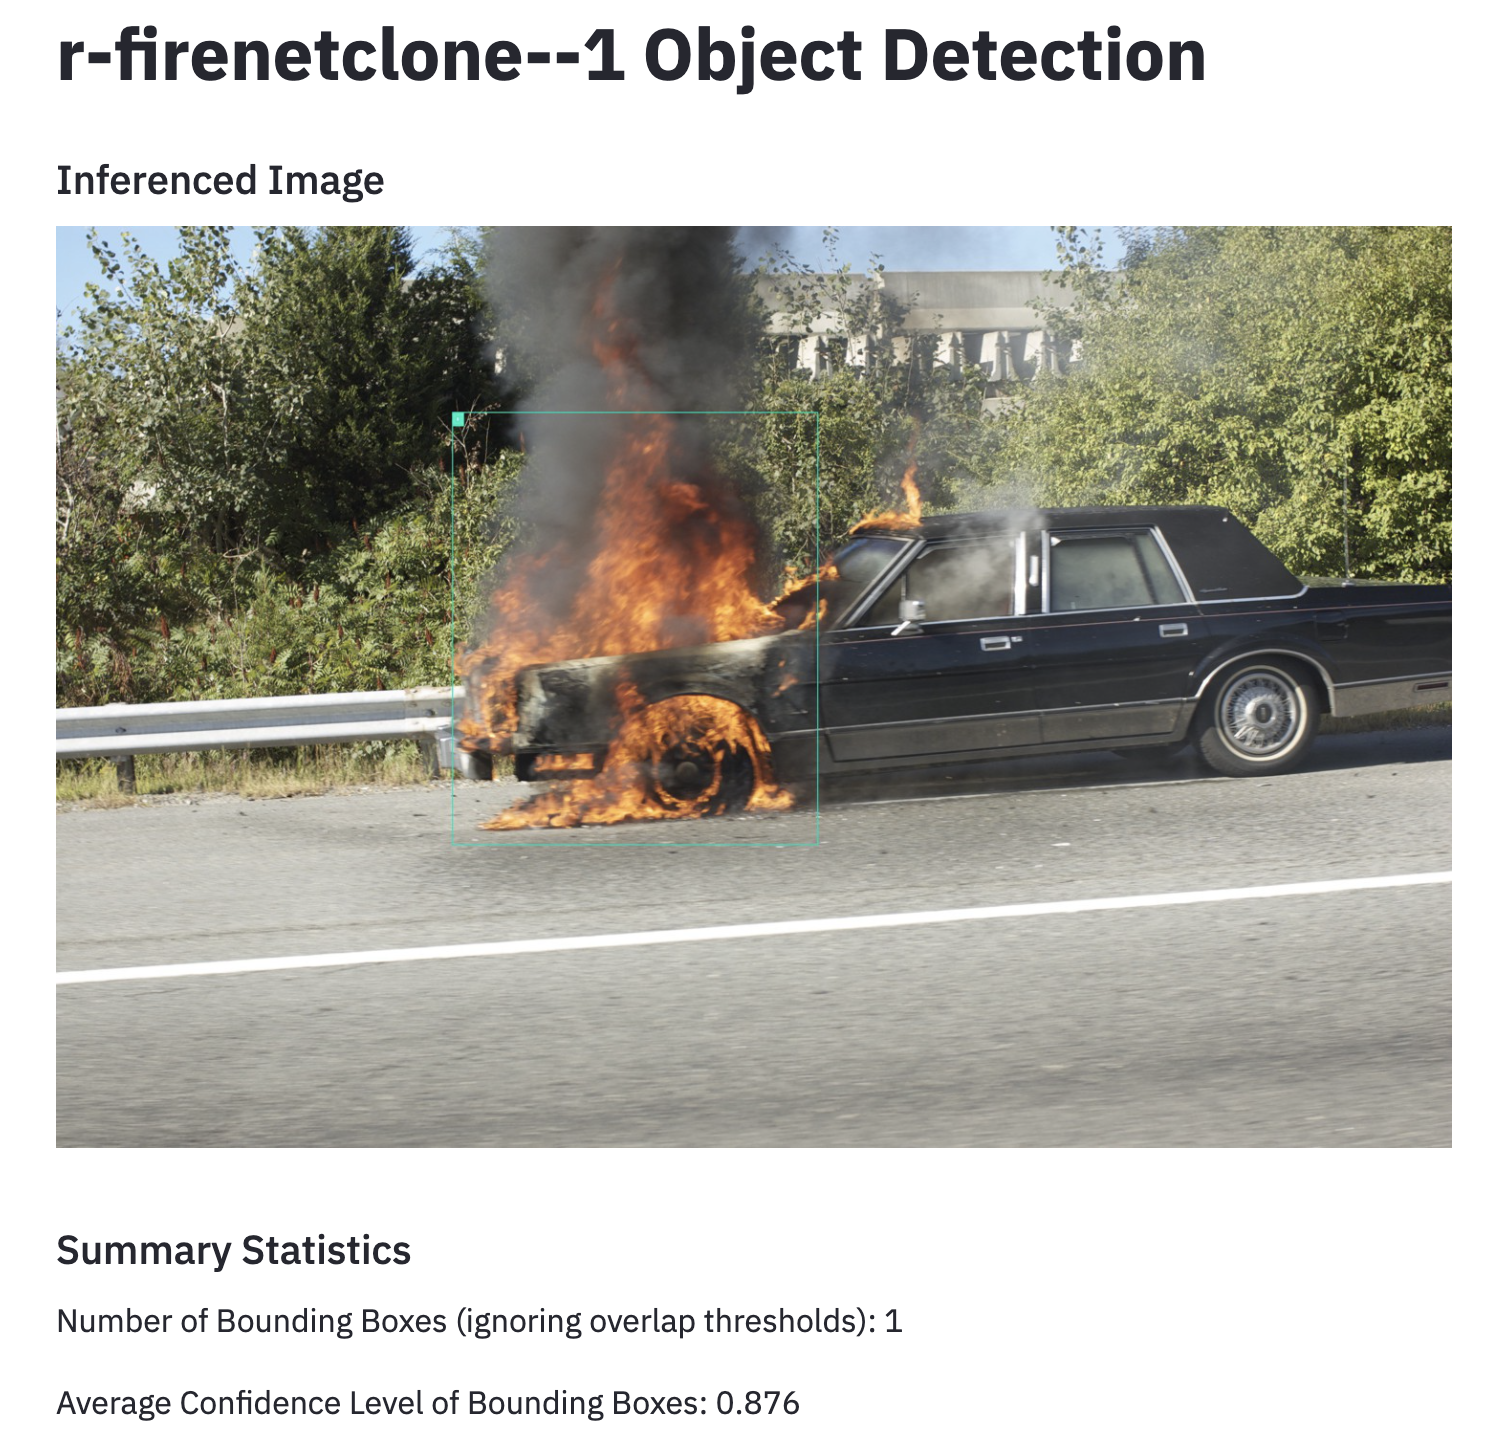 r-firenetclone--1 Object Detection
Inferenced Image
Summary Statistics
Number of Bounding Boxes (ignoring overlap thresholds): 1
Average Confidence Level of Bounding Boxes: 0.876